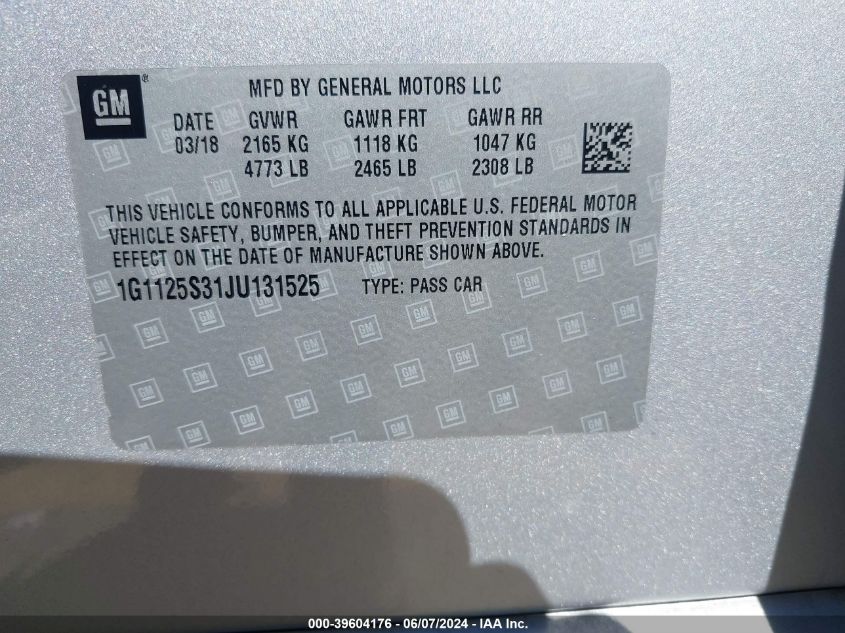 GM® MFD BY GENERAL MOTORS LLC
DATE GVWR GAWR FRT GAWR RR
03/18 2165 KG 1118 KG 1047 KG
4773 LB 2465 LB 2308 LB
THIS VEHICLE CONFORMS TO ALL APPLICABLE U.S. FEDERAL MOTOR
VEHICLE SAFETY, BUMPER, AND THEFT PREVENTION STANDARDS IN
EFFECT ON THE DATE OF MANUFACTURE SHOWN ABOVE.
1G1125S31JU131525 TYPE: PASS CAR
000-39604176 - 06/07/2024 - IAA Inc.